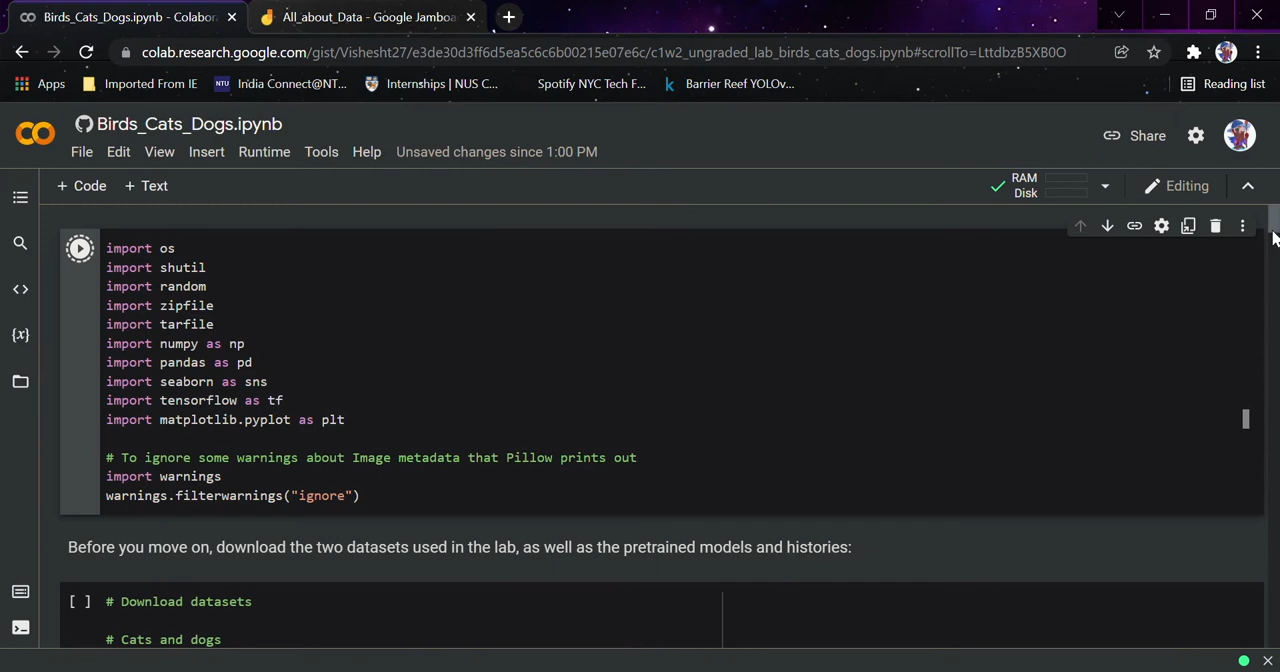 Birds_Cats_Dogs.ipynb - Colabor
All_about_Data - Google Jamboa
colab.research.google.com/gist/Vishesht27/e3de30d3ff6d5ea5c6c6b00215e07e6c/c1w2_ungraded_lab_birds_cats_dogs.ipynb#scrollTo=LttdbzB5XB0O
Apps
Imported From IE
NTU India Connect@NT...
Internships | NUS C...
Spotify NYC Tech F...
k Barrier Reef YOLOv...
Reading list
Birds_Cats_Dogs.ipynb
Share
File Edit View Insert Runtime Tools Help Unsaved changes since 1:00 PM
+ Code + Text
RAM
Disk
Editing
import os
import shutil
import random
import zipfile
import tarfile
import numpy as np
import pandas as pd
import seaborn as sns
import tensorflow as tf
import matplotlib.pyplot as plt
# To ignore some warnings about Image metadata that Pillow prints out
import warnings
warnings.filterwarnings("ignore")
Before you move on, download the two datasets used in the lab, as well as the pretrained models and histories:
[ ] # Download datasets
# Cats and dogs